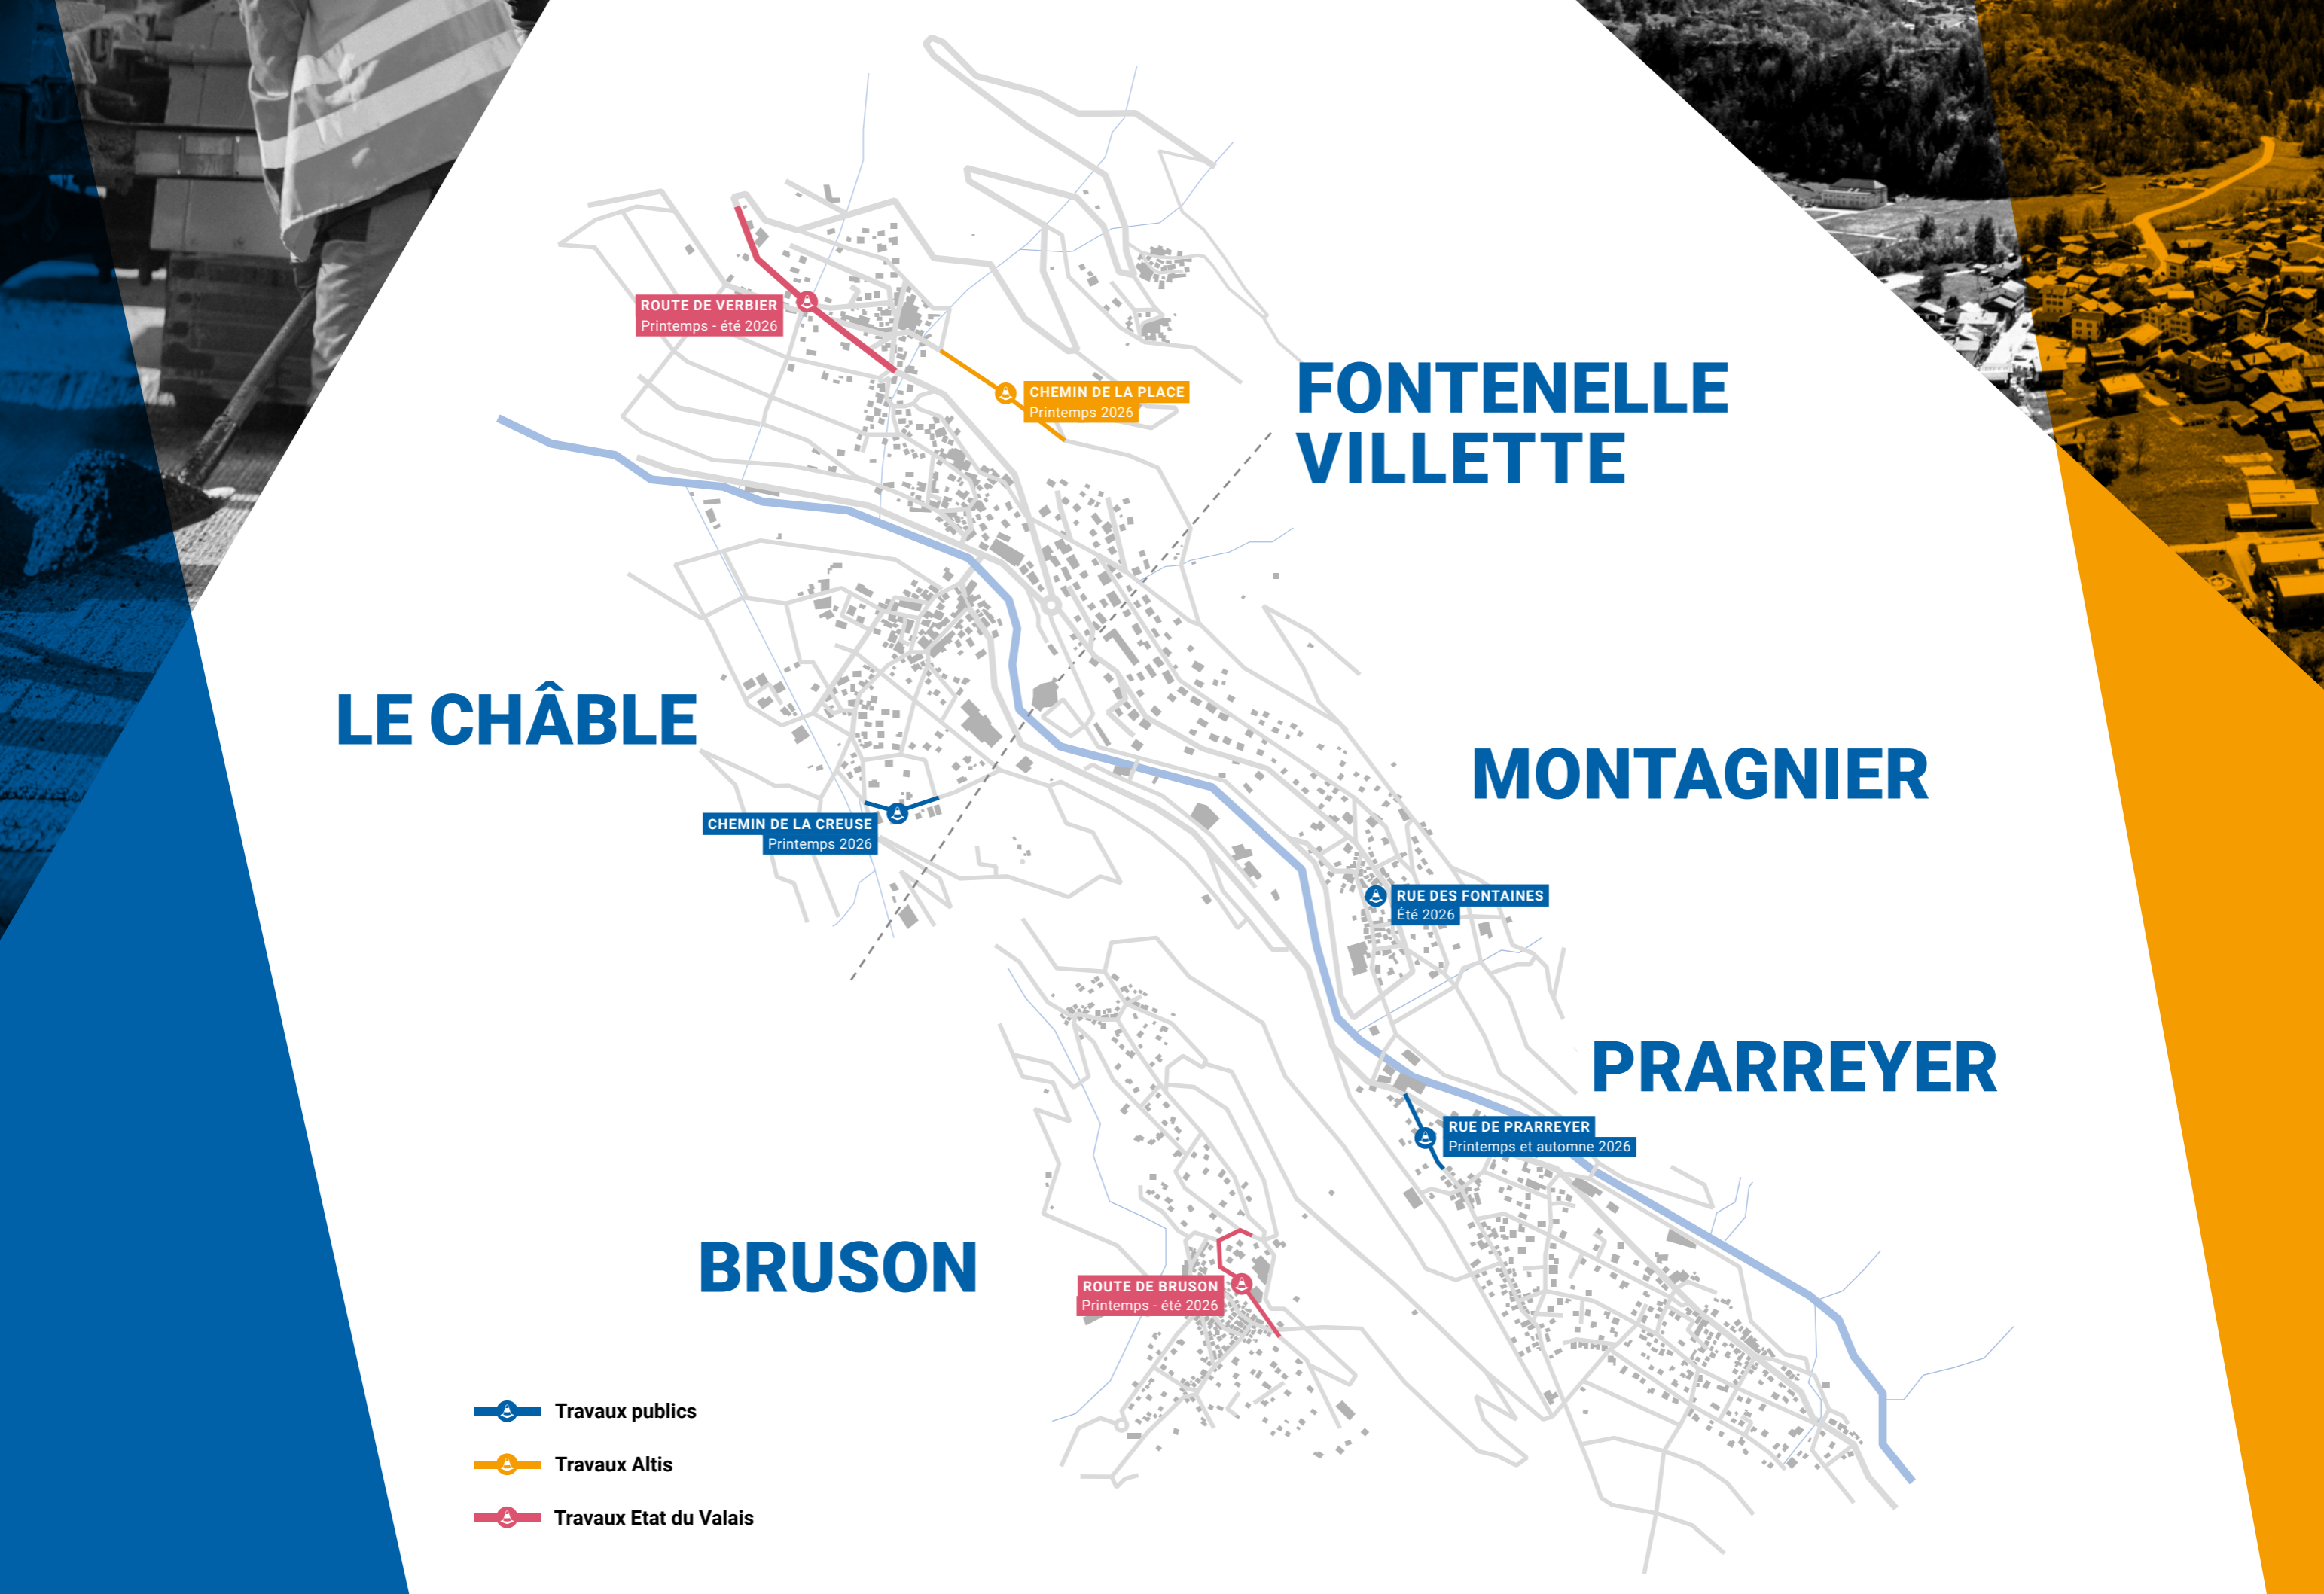 ROUTE DE VERBIER
Printemps - été 2026
CHEMIN DE LA PLACE
Printemps 2026
FONTENELLE
VILLETTE
LE CHÂBLE
MONTAGNIER
CHEMIN DE LA CREUSE
Printemps 2026
RUE DES FONTAINES
Été 2026
PRARREYER
RUE DE PRARREYER
Printemps et automne 2026
BRUSON
ROUTE DE BRUSON
Printemps - été 2026
Travaux publics
Travaux Altis
Travaux Etat du Valais